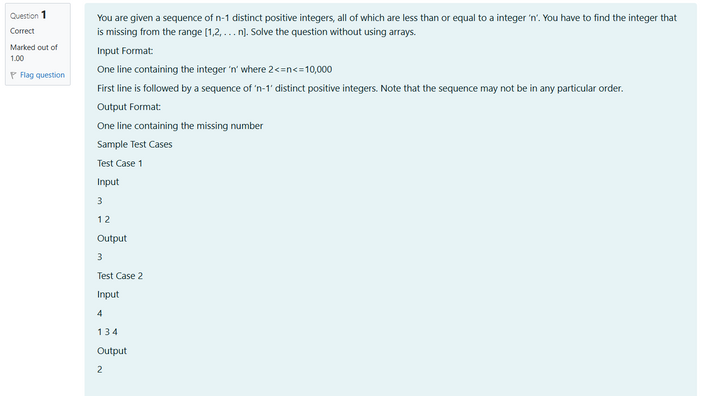 Question 1
Correct
Marked out of
1.00
Flag question
You are given a sequence of n-1 distinct positive integers, all of which are less than or equal to a integer 'n'. You have to find the integer that
is missing from the range [1,2, . . . n]. Solve the question without using arrays.
Input Format:
One line containing the integer 'n' where 2<=n<=10,000
First line is followed by a sequence of 'n-1' distinct positive integers. Note that the sequence may not be in any particular order.
Output Format:
One line containing the missing number
Sample Test Cases
Test Case 1
Input
3
1 2
Output
3
Test Case 2
Input
4
1 3 4
Output
2